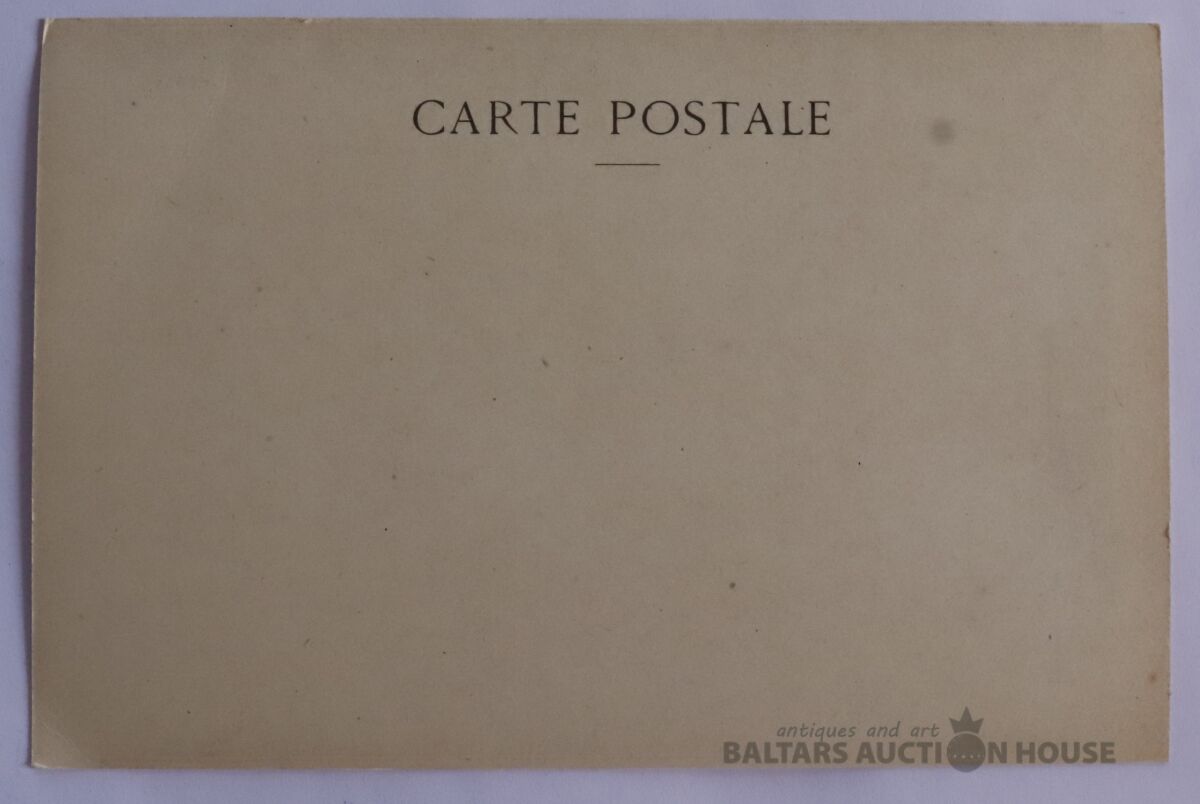 CARTE POSTALE
antiques and art
BALTARS AUCTION HOUSE